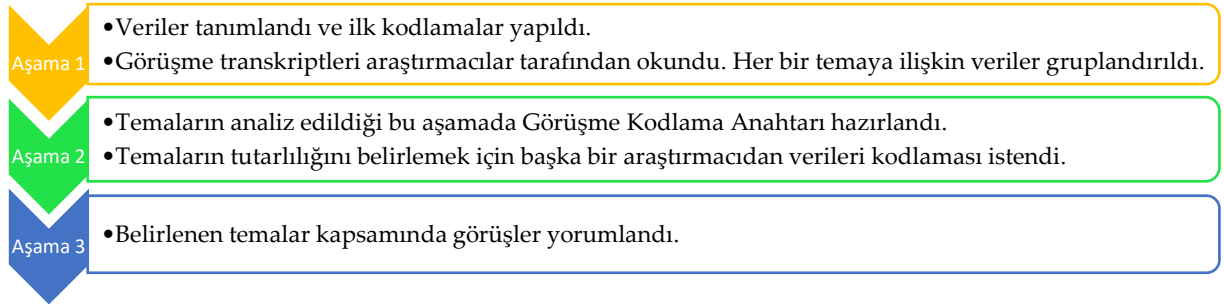 Aşama 1
•Veriler tanımlandı ve ilk kodlamalar yapıldı.
•Görüşme transkriptleri araştırmacılar tarafından okundu. Her bir temaya ilişkin veriler gruplandırıldı.
Aşama 2
•Temaların analiz edildiği bu aşamada Görüşme Kodlama Anahtarı hazırlandı.
•Temaların tutarlılığını belirlemek için başka bir araştırmacıdan verileri kodlaması istendi.
Aşama 3
•Belirlenen temalar kapsamında görüşler yorumlandı.